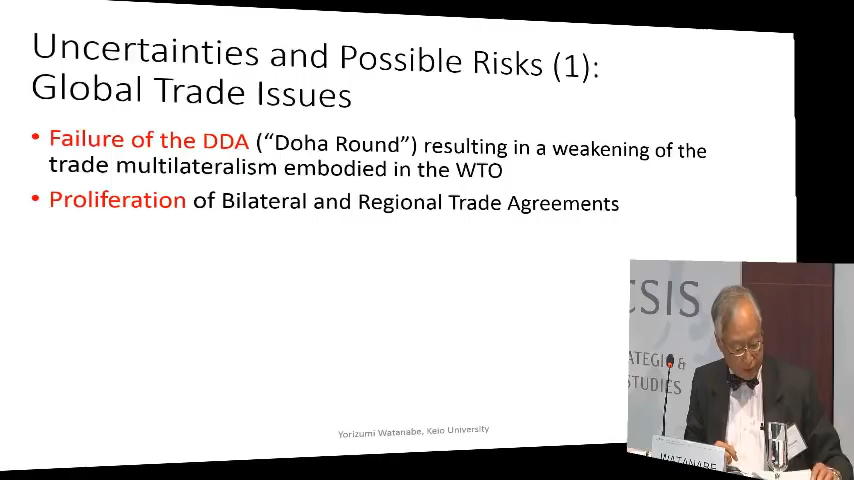 Uncertainties and Possible Risks (1):
Global Trade Issues
• Failure of the DDA (“Doha Round”) resulting in a weakening of the
trade multilateralism embodied in the WTO
• Proliferation of Bilateral and Regional Trade Agreements
Yorizumi Watanabe, Keio University
CSIS
ATEGIC &
STUDIES
WATANABE